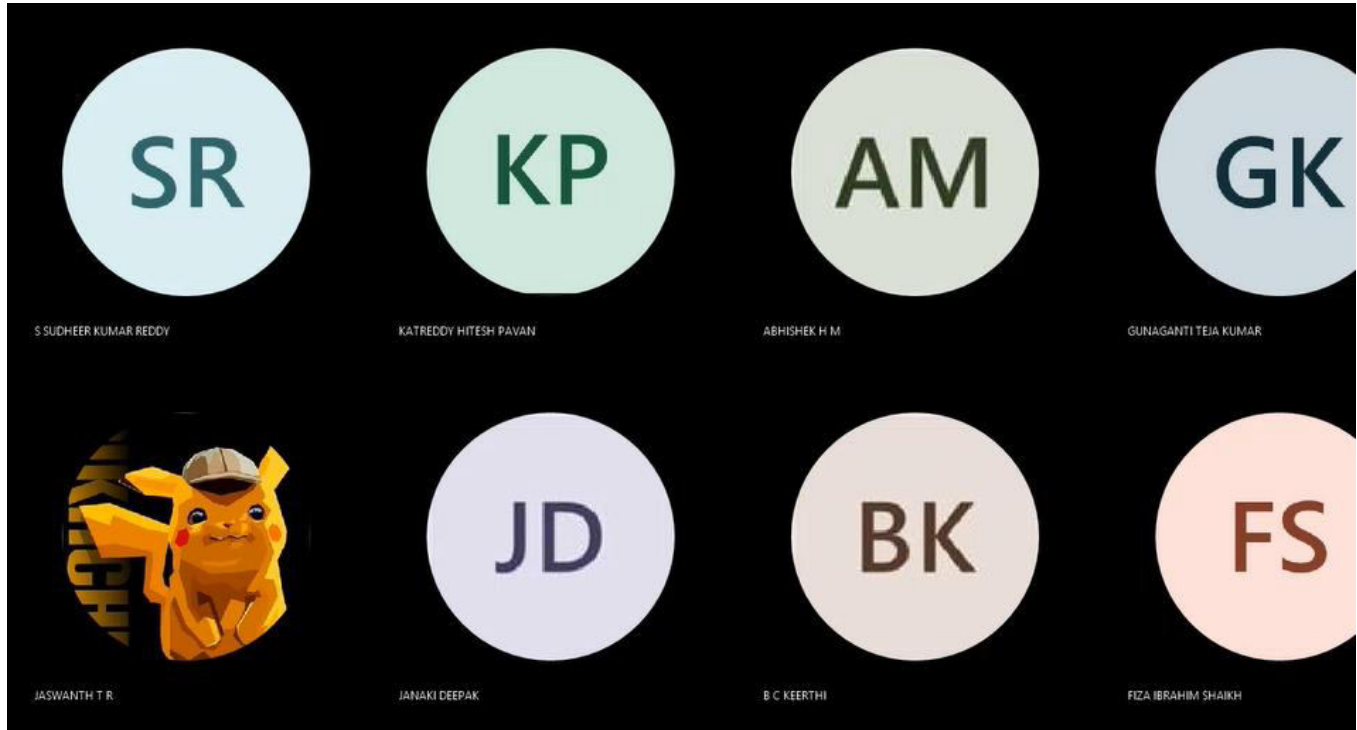 SR
KP
AM
GK
S SUDHEER KUMAR REDDY
KATREDDY HITESH PAVAN
ABHISHEK H M
GUNAGANTI TEJA KUMAR
JD
BK
FS
JASWANTH T R
JANAKI DEEPAK
B C KEERTHI
FIZA IBRAHIM SHAIKH